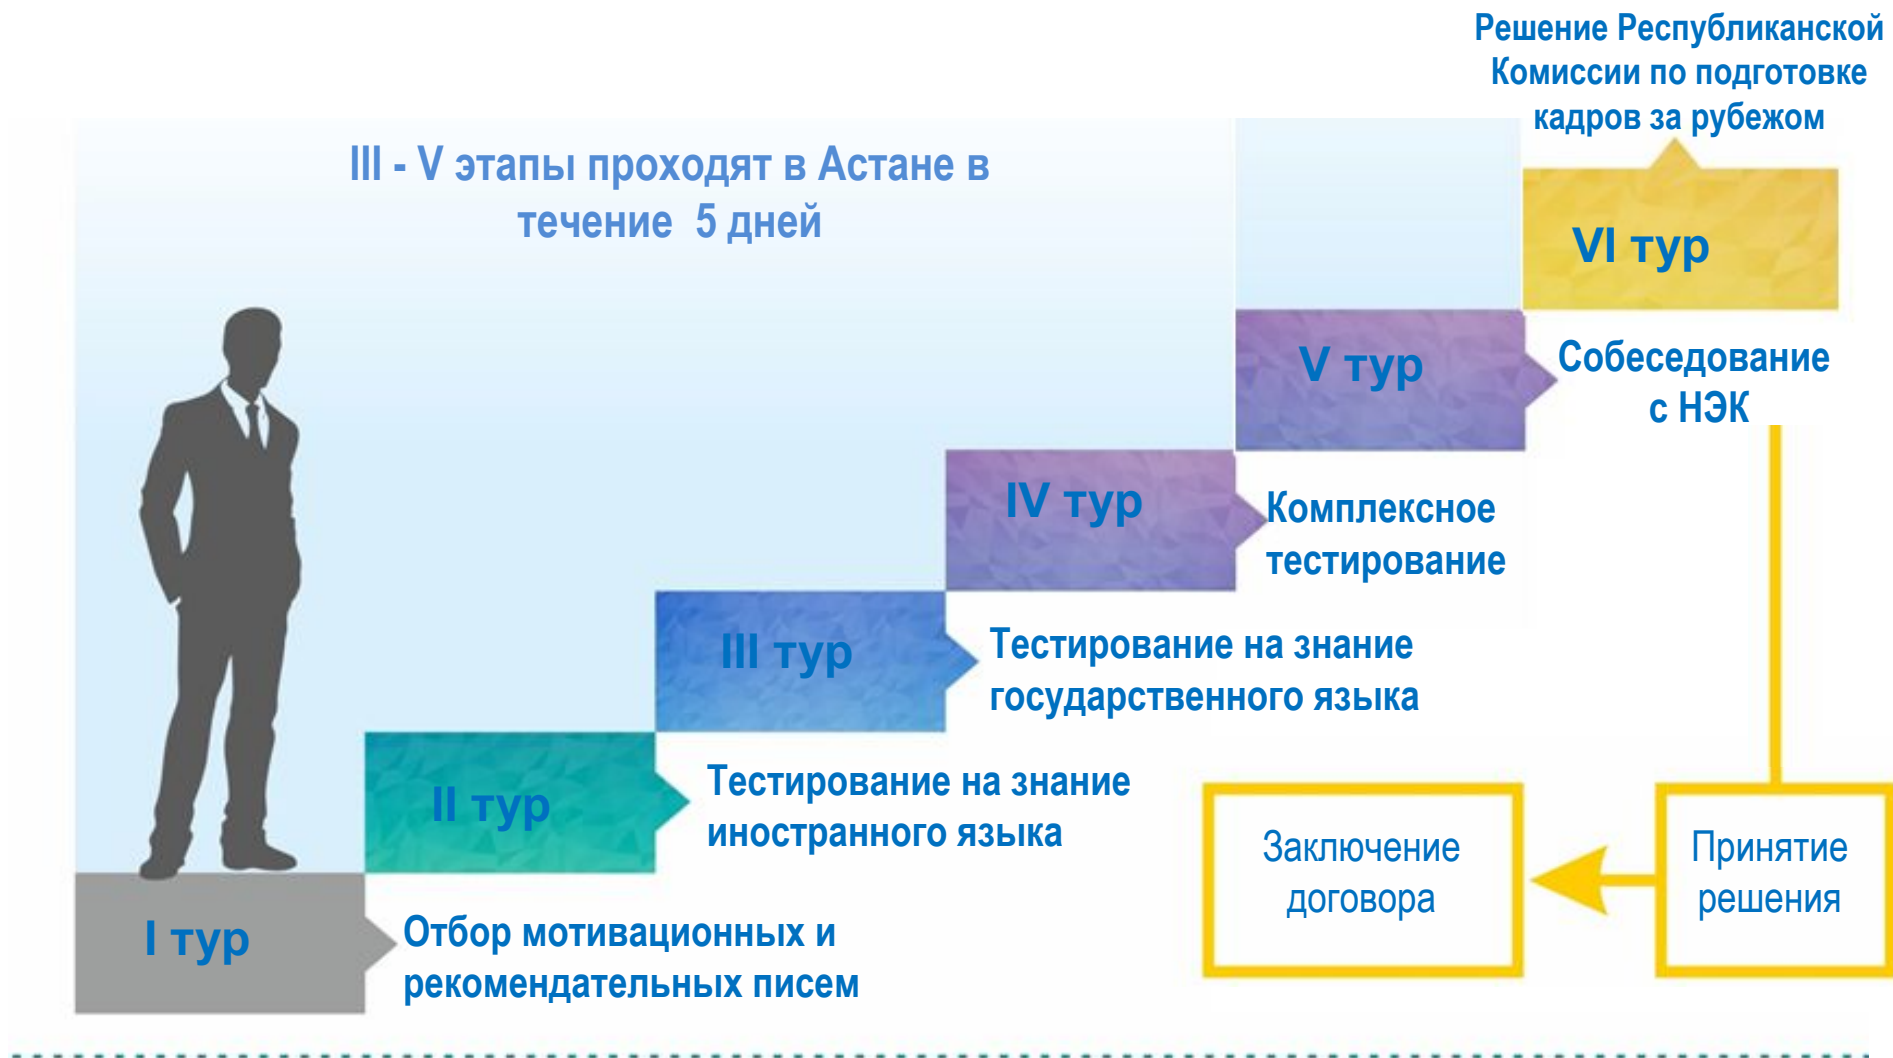 Решение Республиканской
Комиссии по подготовке
кадров за рубежом
III - V этапы проходят в Астане в
течение 5 дней
VI тур
V тур
Собеседование
с НЭК
IV тур
Комплексное
тестирование
III тур
Тестирование на знание
государственного языка
II тур
Тестирование на знание
иностранного языка
Заключение
договора
Принятие
решения
I тур
Отбор мотивационных и
рекомендательных писем